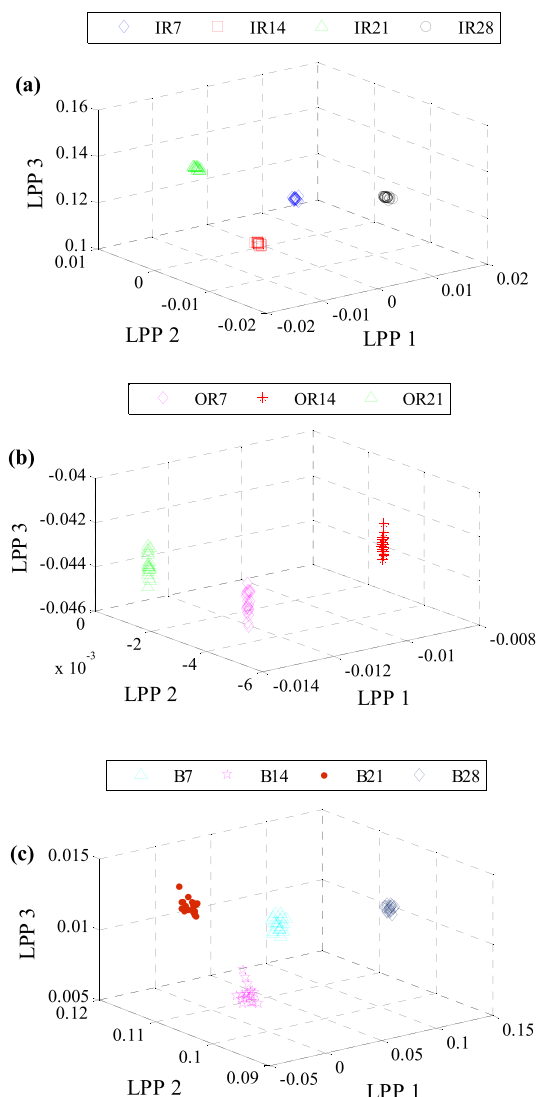 IR7 IR14 IR21 IR28
(a)
0.16
0.14
0.12
0.1
LPP 3
0.01
0
-0.01
-0.02
LPP 2
-0.02
-0.01
0
0.01
0.02
LPP 1
OR7 OR14 OR21
(b)
-0.04
-0.042
-0.044
-0.046
LPP 3
0
-2
-4
-6
x 10⁻³
LPP 2
-0.014
-0.012
-0.01
-0.008
LPP 1
B7 B14 B21 B28
(c)
0.015
0.01
0.005
LPP 3
0.12
0.11
0.1
0.09
LPP 2
-0.05
0
0.05
0.1
0.15
LPP 1